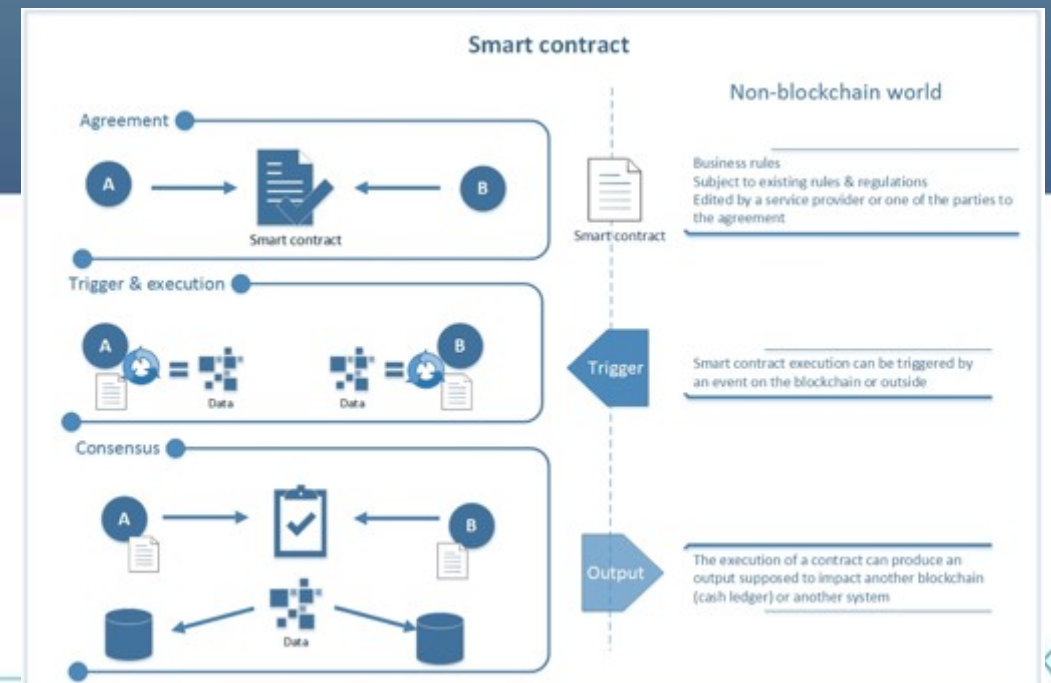 Smart contract
Non-blockchain world
Agreement
A
B
Smart contract
Smart contract
Business rules
Subject to existing rules & regulations
Edited by a service provider or one of the parties to
the agreement
Trigger & execution
A
=
Data
Data
=
B
Trigger
Smart contract execution can be triggered by
an event on the blockchain or outside
Consensus
A
B
Data
Output
The execution of a contract can produce an
output supposed to impact another blockchain
(cash ledger) or another system